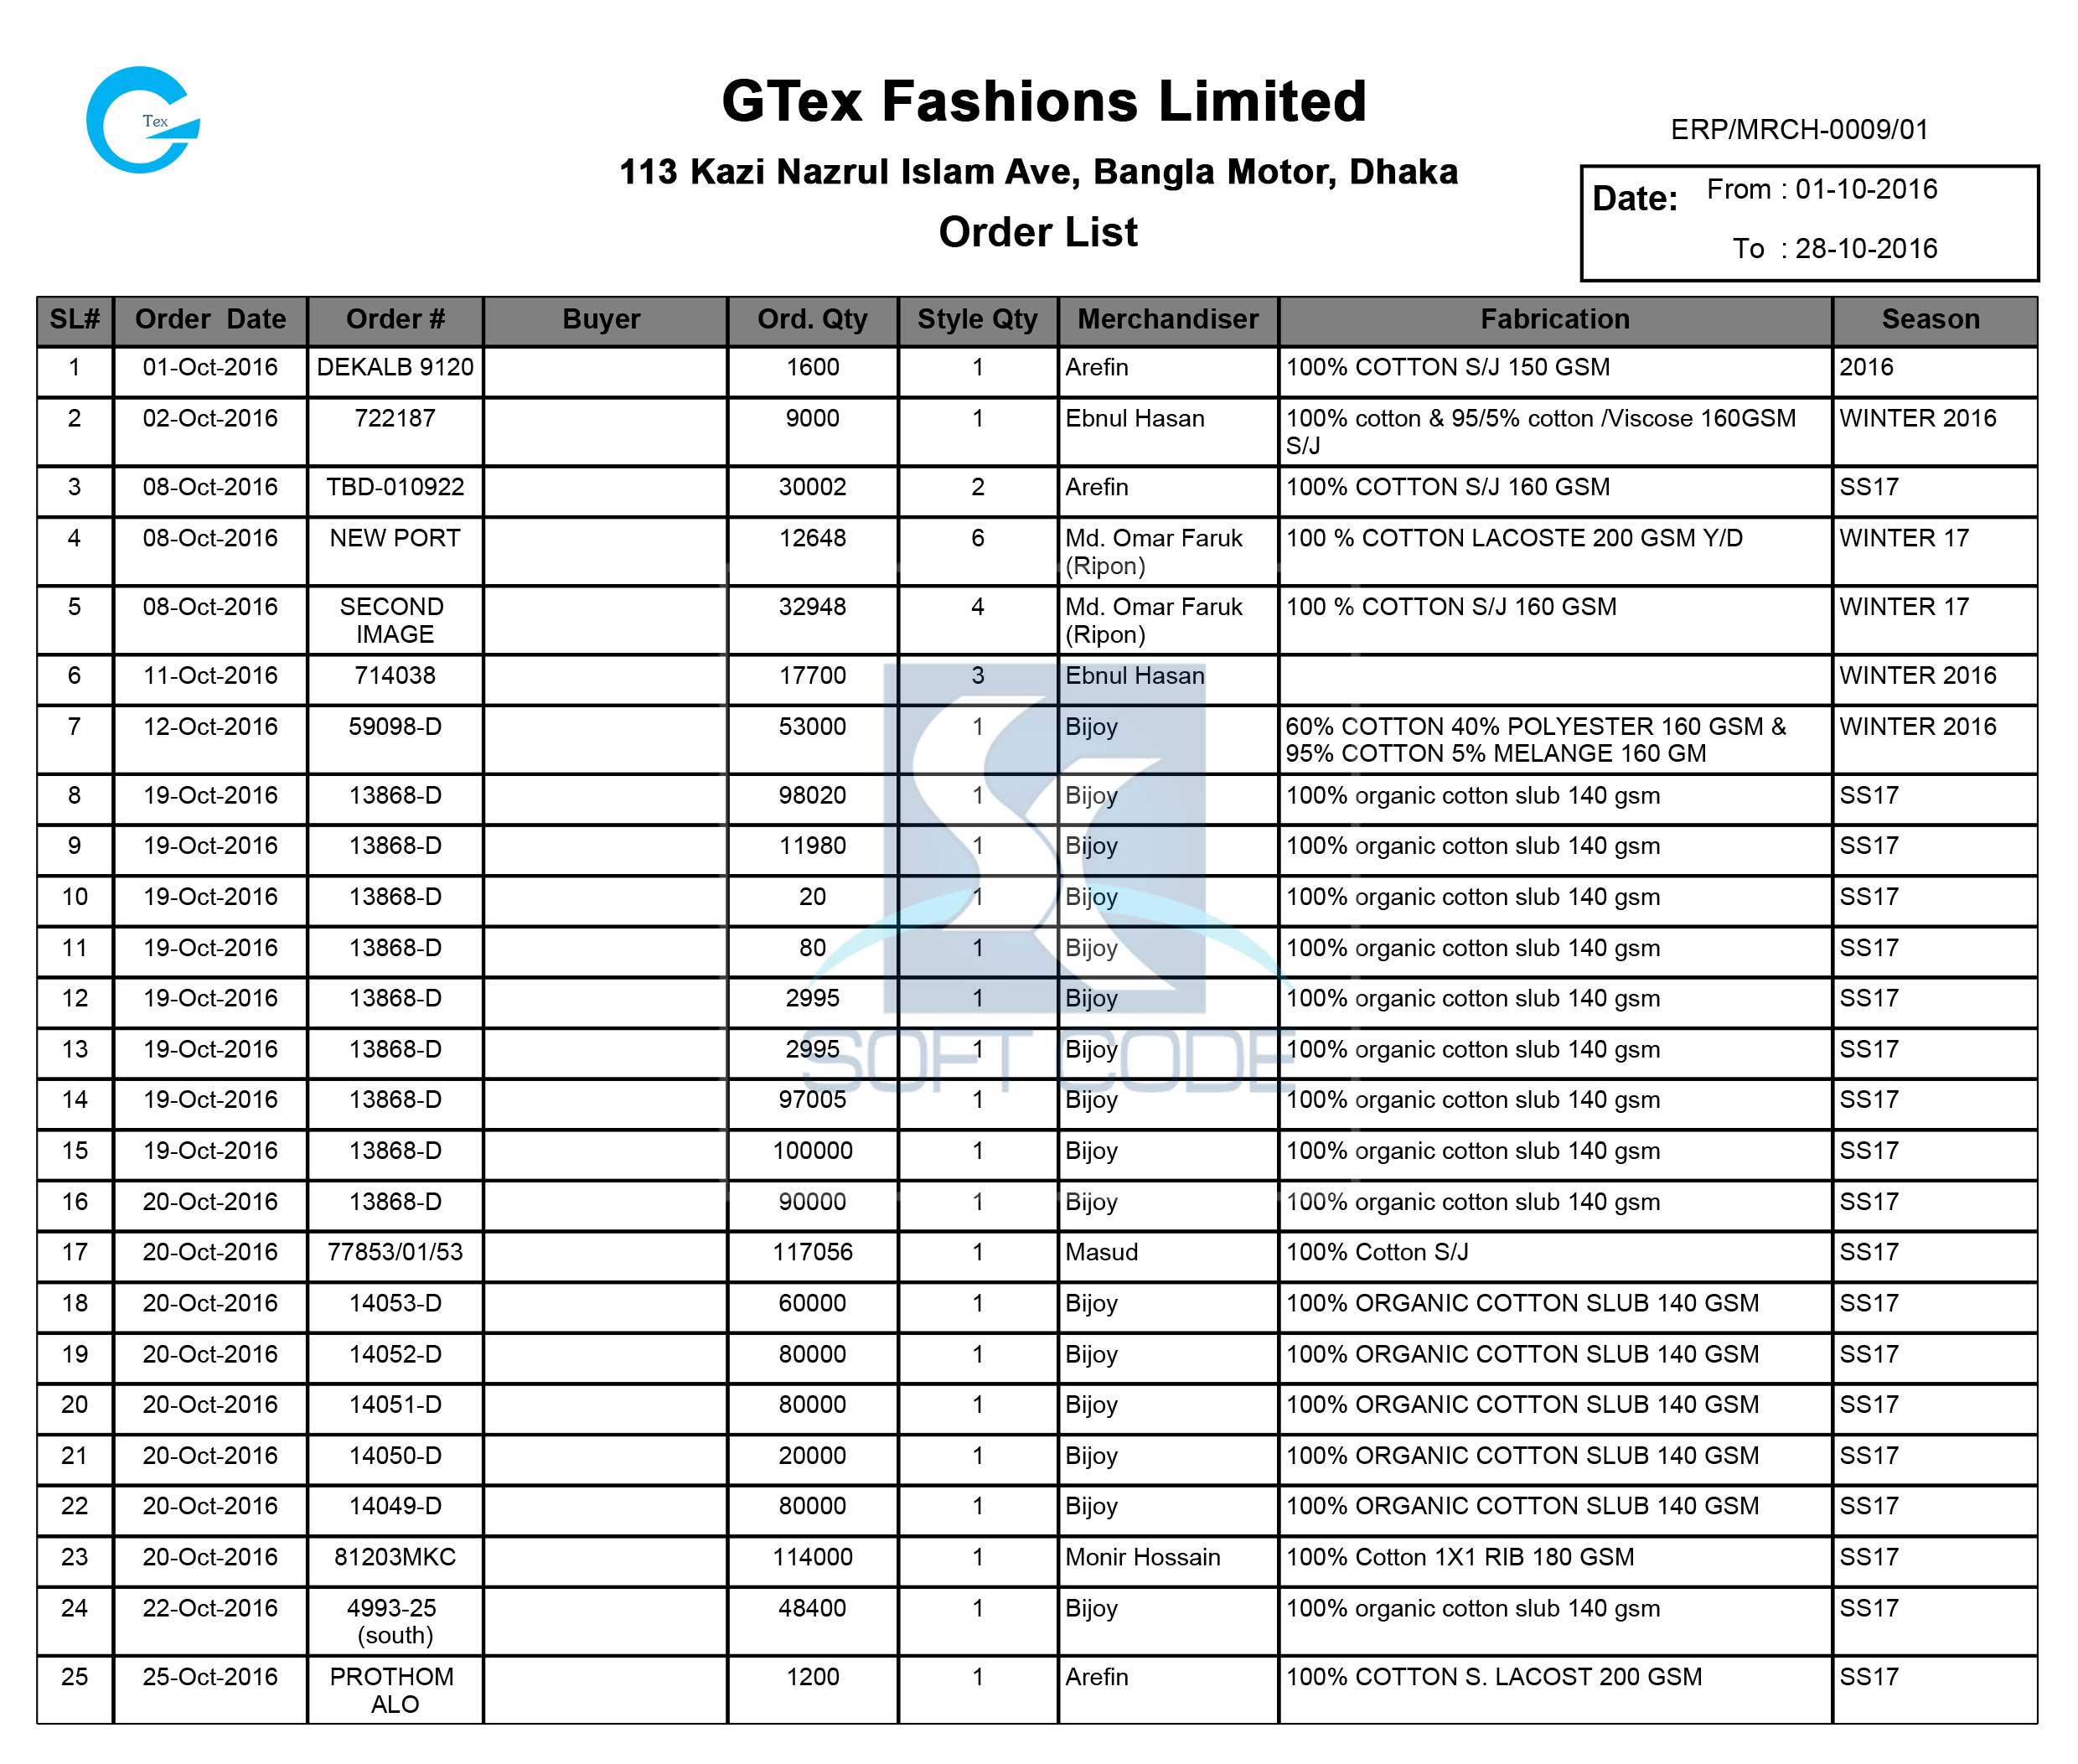 Tex
GTex Fashions Limited
ERP/MRCH-0009/01
113 Kazi Nazrul Islam Ave, Bangla Motor, Dhaka
Date: From : 01-10-2016
To : 28-10-2016
Order List
SL# Order Date Order # Buyer Ord. Qty Style Qty Merchandiser Fabrication Season
1 01-Oct-2016 DEKALB 9120 1600 1 Arefin 100% COTTON S/J 150 GSM 2016
2 02-Oct-2016 722187 9000 1 Ebnul Hasan 100% cotton & 95/5% cotton /Viscose 160GSM WINTER 2016
S/J
3 08-Oct-2016 TBD-010922 30002 2 Arefin 100% COTTON S/J 160 GSM SS17
4 08-Oct-2016 NEW PORT 12648 6 Md. Omar Faruk 100 % COTTON LACOSTE 200 GSM Y/D WINTER 17
(Ripon)
5 08-Oct-2016 SECOND 32948 4 Md. Omar Faruk 100 % COTTON S/J 160 GSM WINTER 17
IMAGE (Ripon)
6 11-Oct-2016 714038 17700 3 Ebnul Hasan WINTER 2016
7 12-Oct-2016 59098-D 53000 1 Bijoy 60% COTTON 40% POLYESTER 160 GSM & WINTER 2016
95% COTTON 5% MELANGE 160 GM
8 19-Oct-2016 13868-D 98020 1 Bijoy 100% organic cotton slub 140 gsm SS17
9 19-Oct-2016 13868-D 11980 1 Bijoy 100% organic cotton slub 140 gsm SS17
10 19-Oct-2016 13868-D 20 1 Bijoy 100% organic cotton slub 140 gsm SS17
11 19-Oct-2016 13868-D 80 1 Bijoy 100% organic cotton slub 140 gsm SS17
12 19-Oct-2016 13868-D 2995 1 Bijoy 100% organic cotton slub 140 gsm SS17
13 19-Oct-2016 13868-D 2995 1 Bijoy 100% organic cotton slub 140 gsm SS17
SOFT CODE
14 19-Oct-2016 13868-D 97005 1 Bijoy 100% organic cotton slub 140 gsm SS17
15 19-Oct-2016 13868-D 100000 1 Bijoy 100% organic cotton slub 140 gsm SS17
16 20-Oct-2016 13868-D 90000 1 Bijoy 100% organic cotton slub 140 gsm SS17
17 20-Oct-2016 77853/01/53 117056 1 Masud 100% Cotton S/J SS17
18 20-Oct-2016 14053-D 60000 1 Bijoy 100% ORGANIC COTTON SLUB 140 GSM SS17
19 20-Oct-2016 14052-D 80000 1 Bijoy 100% ORGANIC COTTON SLUB 140 GSM SS17
20 20-Oct-2016 14051-D 80000 1 Bijoy 100% ORGANIC COTTON SLUB 140 GSM SS17
21 20-Oct-2016 14050-D 20000 1 Bijoy 100% ORGANIC COTTON SLUB 140 GSM SS17
22 20-Oct-2016 14049-D 80000 1 Bijoy 100% ORGANIC COTTON SLUB 140 GSM SS17
23 20-Oct-2016 81203MKC 114000 1 Monir Hossain 100% Cotton 1X1 RIB 180 GSM SS17
24 22-Oct-2016 4993-25 48400 1 Bijoy 100% organic cotton slub 140 gsm SS17
(south)
25 25-Oct-2016 PROTHOM 1200 1 Arefin 100% COTTON S. LACOST 200 GSM SS17
ALO